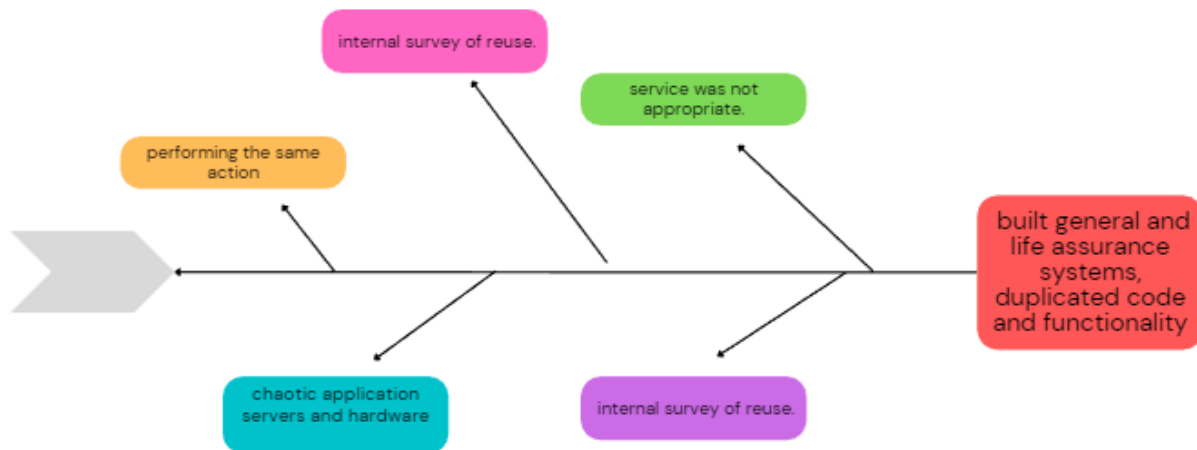 internal survey of reuse.
service was not
appropriate.
performing the same
action
built general and
life assurance
systems,
duplicated code
and functionality
chaotic application
servers and hardware
internal survey of reuse.